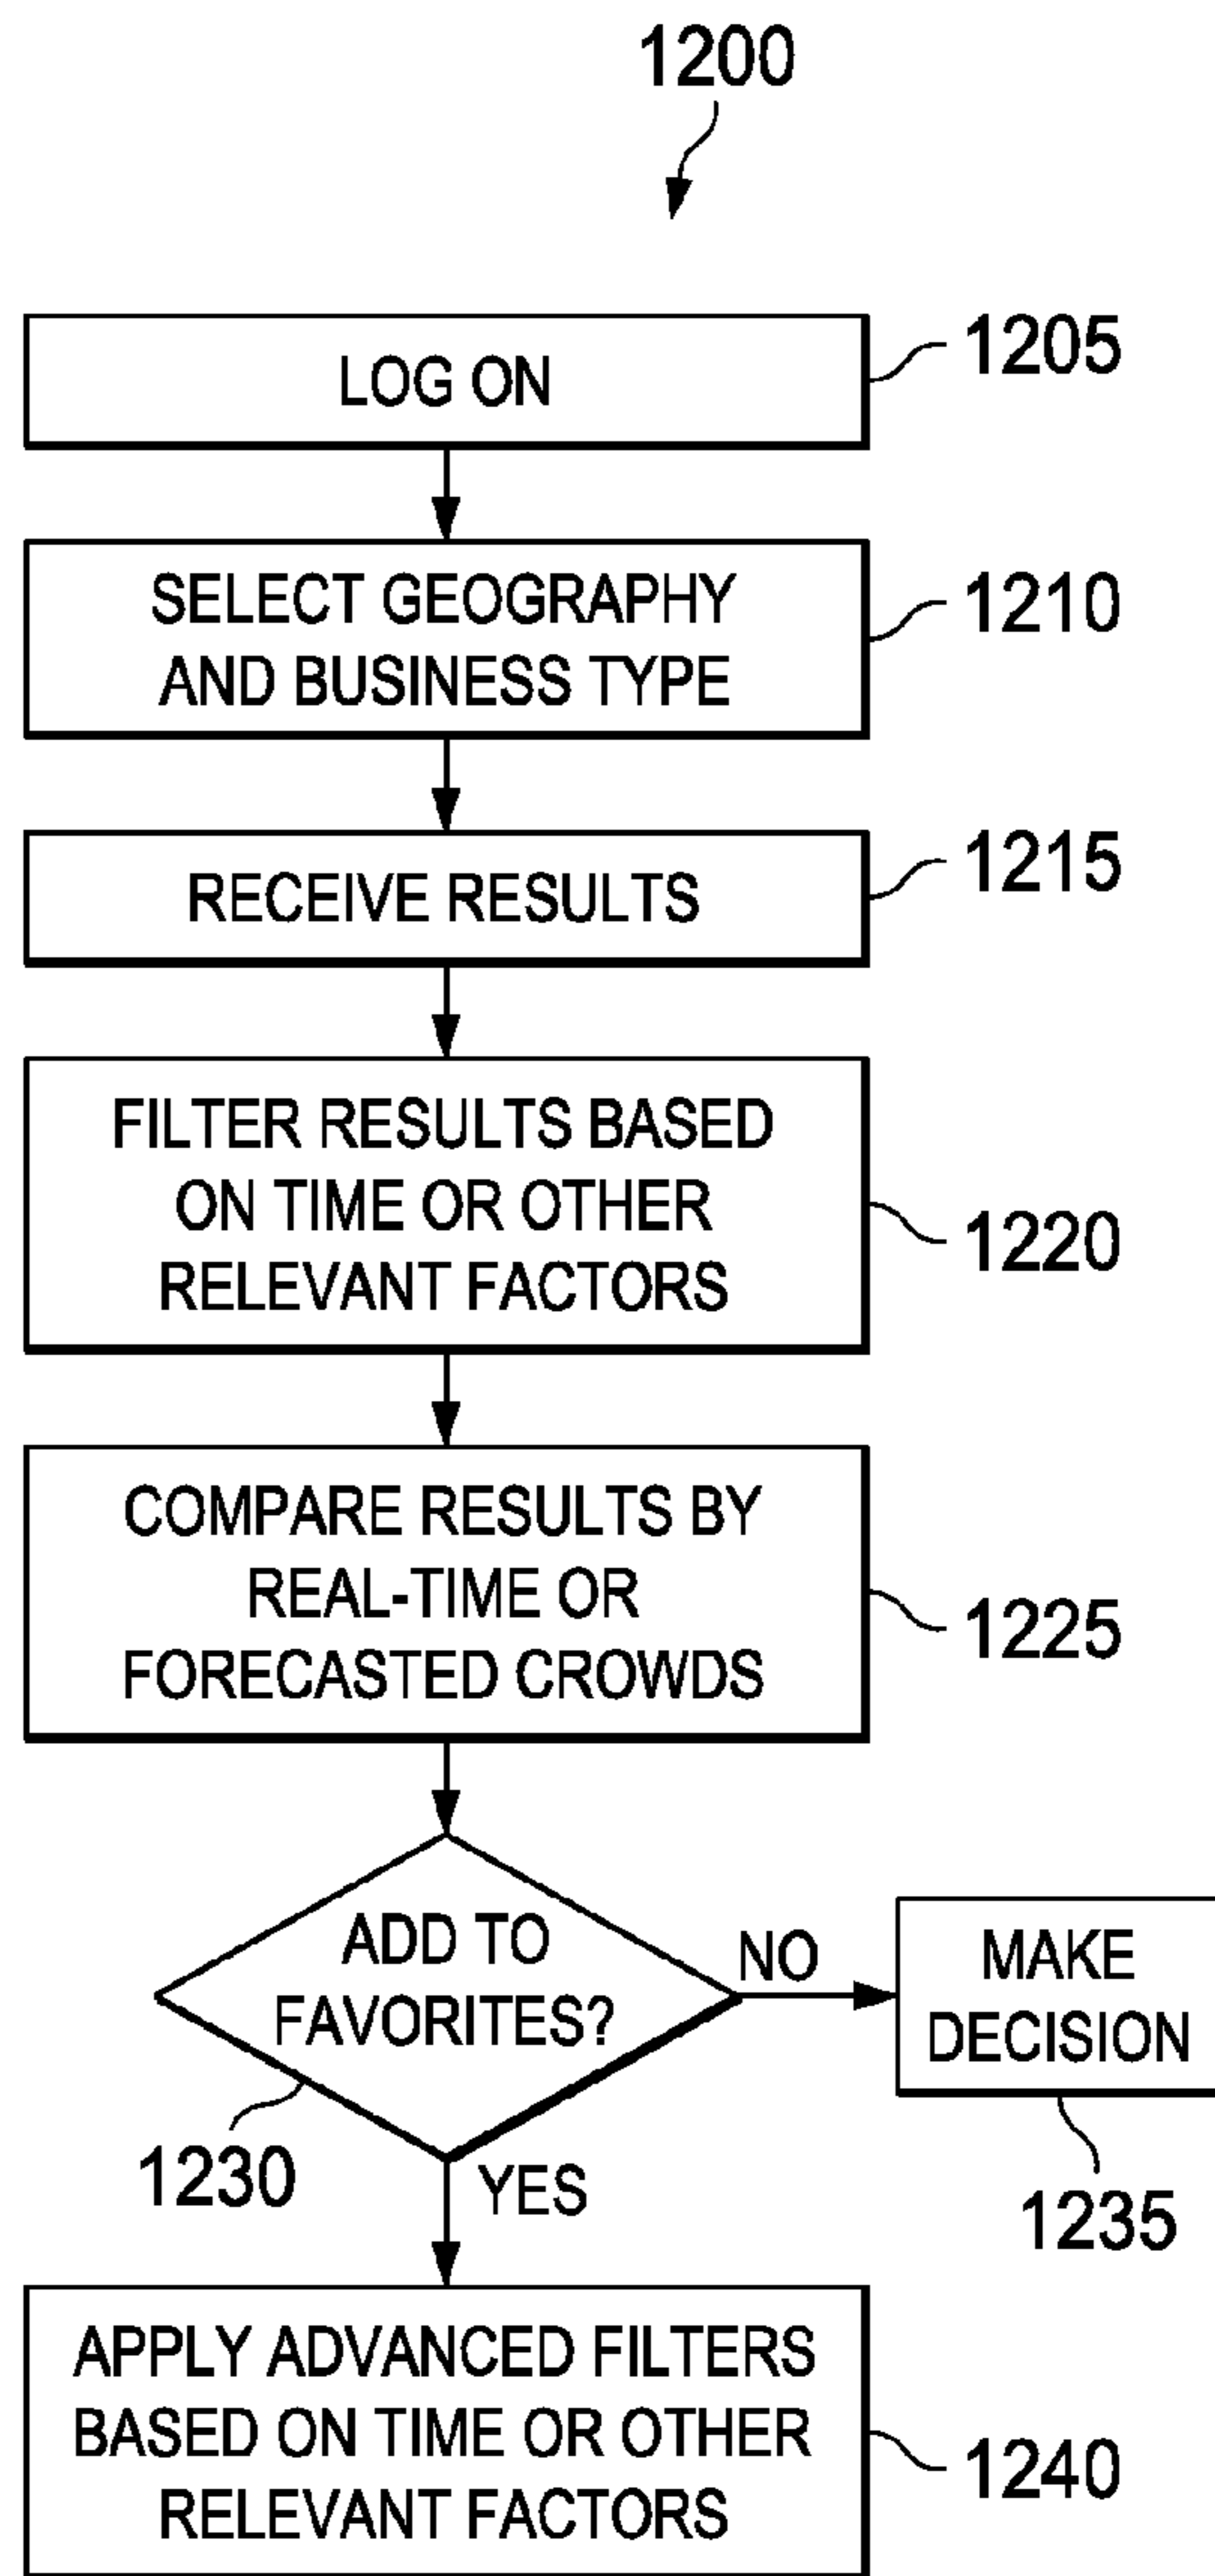 1200
LOG ON
1205
SELECT GEOGRAPHY
AND BUSINESS TYPE
1210
RECEIVE RESULTS
1215
FILTER RESULTS BASED
ON TIME OR OTHER
RELEVANT FACTORS
1220
COMPARE RESULTS BY
REAL-TIME OR
FORECASTED CROWDS
1225
ADD TO
FAVORITES?
1230
NO
MAKE
DECISION
1235
YES
APPLY ADVANCED FILTERS
BASED ON TIME OR OTHER
RELEVANT FACTORS
1240